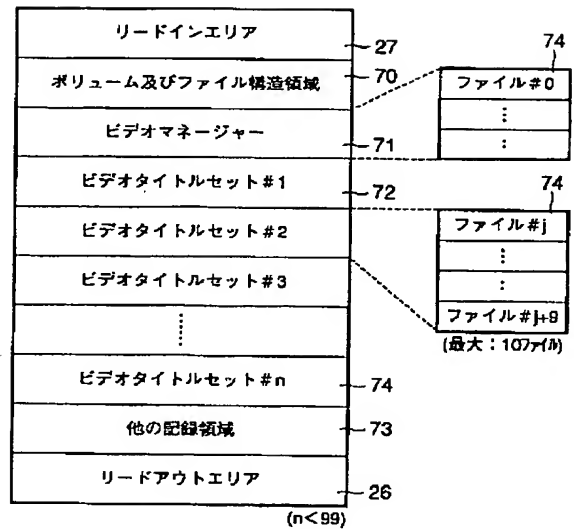 リードインエリア
27
ボリューム及びファイル構造領域
70
ビデオマネージャー
71
ビデオタイトルセット#1
72
ビデオタイトルセット#2
ビデオタイトルセット#3
ビデオタイトルセット#n
74
他の記録領域
73
リードアウトエリア
26
(n<99)
74
ファイル#0
74
ファイル#j
ファイル#j+9
(最大：10ファイル)